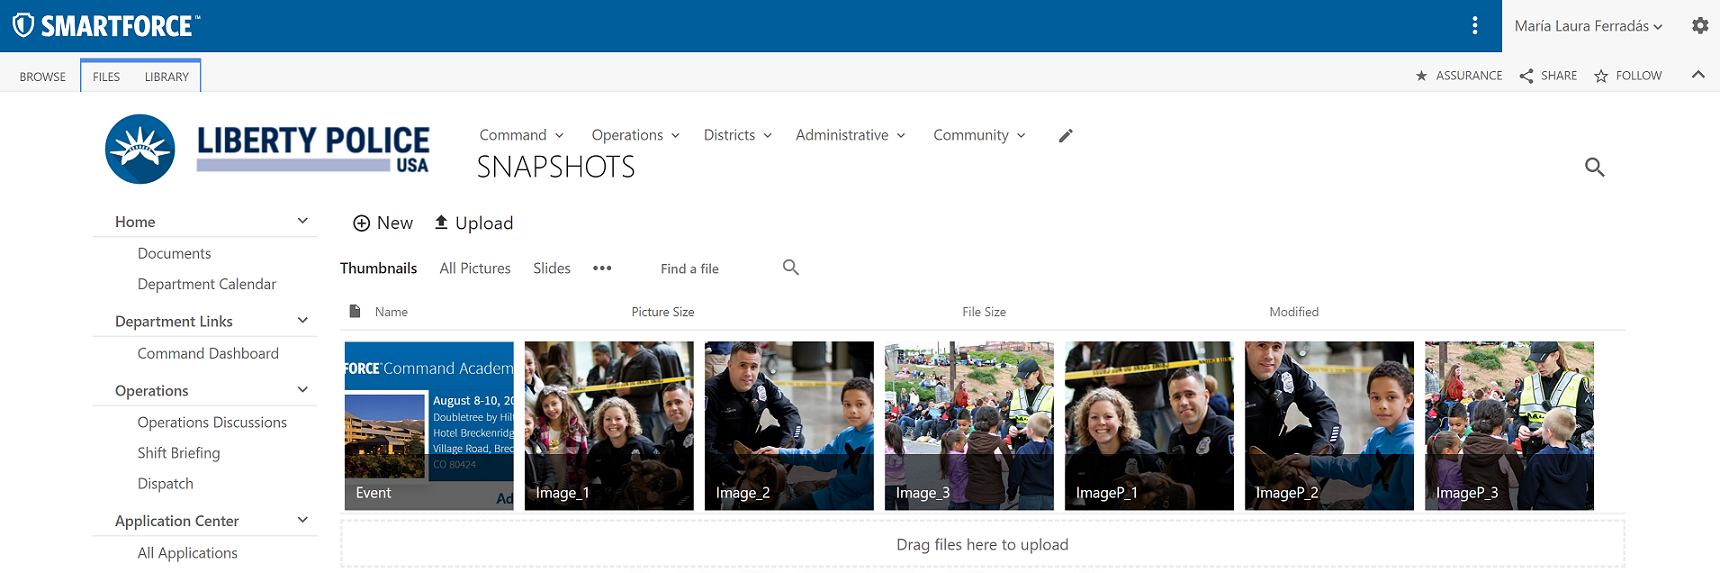 SMARTFORCE™
María Laura Ferradás
BROWSE FILES LIBRARY
ASSURANCE SHARE FOLLOW
LIBERTY POLICE
USA
Command Operations Districts Administrative Community
SNAPSHOTS
Home
Documents
Department Calendar
Department Links
Command Dashboard
Operations
Operations Discussions
Shift Briefing
Dispatch
Application Center
All Applications
New Upload
Thumbnails All Pictures Slides ••• Find a file
Name Picture Size File Size Modified
FORCE™Command Academ
August 8-10, 20
Doubletree by Hilt
Hotel Breckenridg
Village Road, Brec
CO 80424
Ad
Event
Image_1
Image_2
Image_3
ImageP_1
ImageP_2
ImageP_3
Drag files here to upload